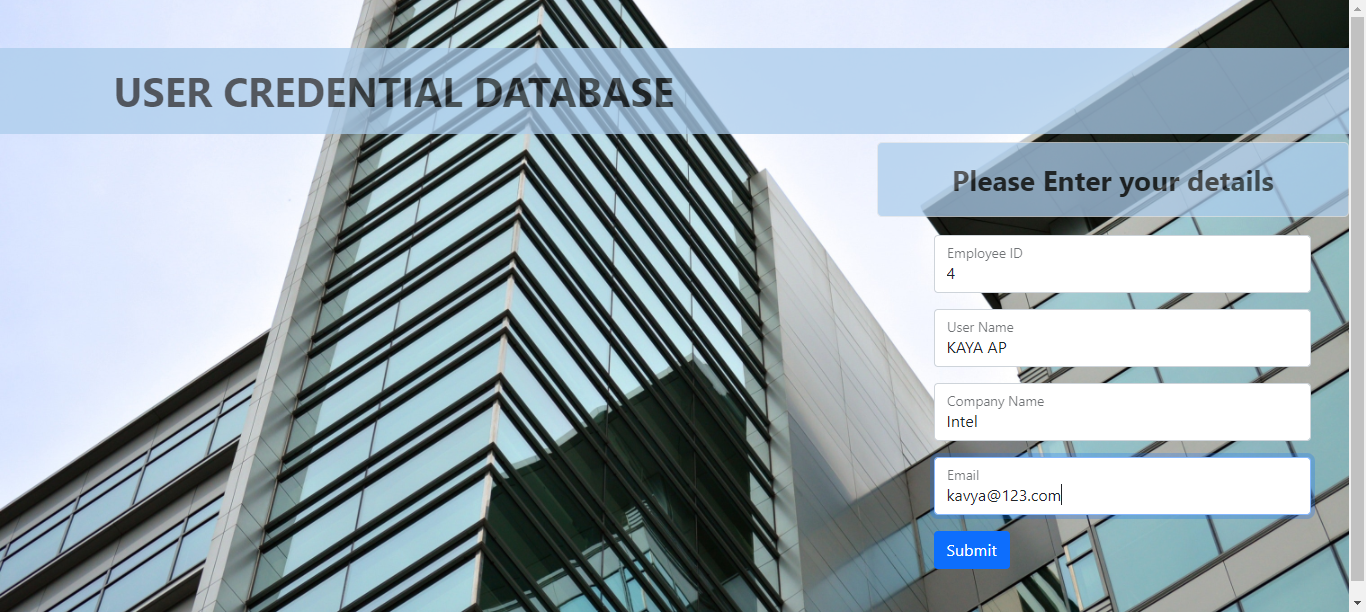 USER CREDENTIAL DATABASE
Please Enter your details
Employee ID
4
User Name
KAYA AP
Company Name
Intel
Email
kavya@123.com
Submit